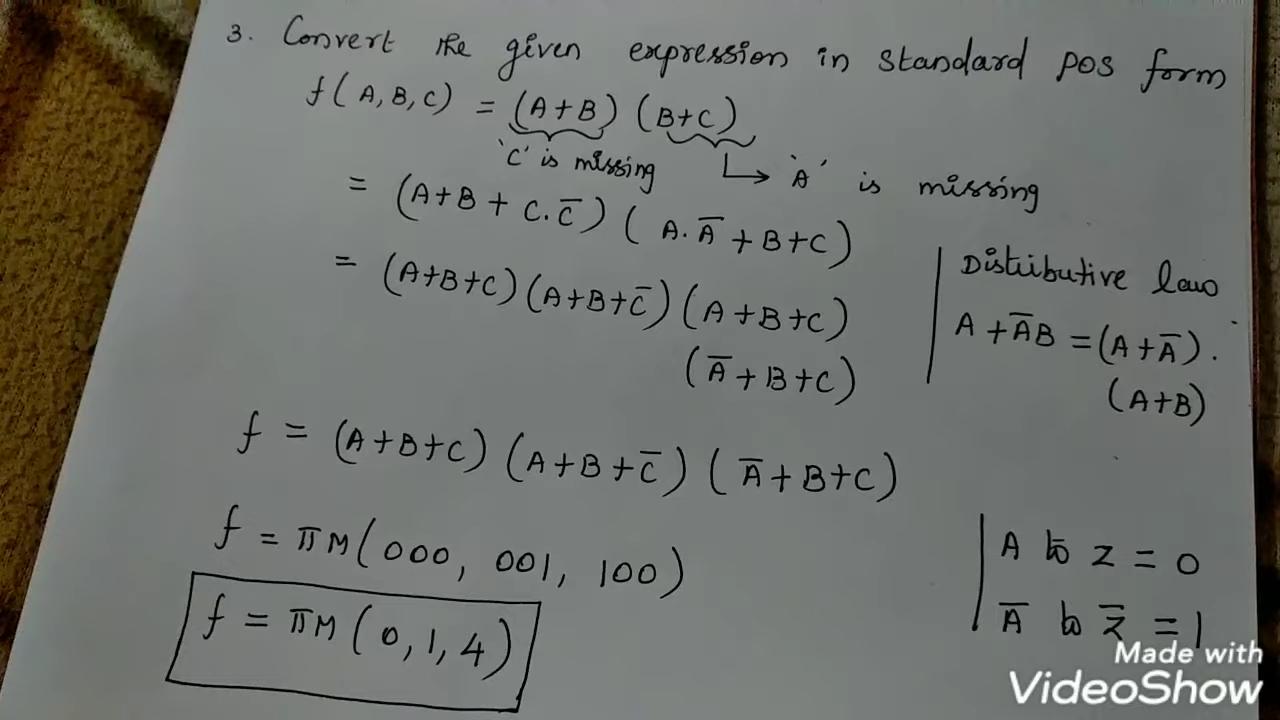 3. Convert the given expression in standard pos form
f(A,B,C) = (A+B) (B+C)
'C' is missing
↳ 'A' is missing
= (A+B + C.C̅) ( A.A̅ + B+C)
= (A+B+C) (A+B+C̅) (A+B+C)
(A̅+B+C)
Distributive law
A + A̅B = (A+A̅).
(A+B)
f = (A+B+C) (A+B+C̅) (A̅+B+C)
f = πM(000, 001, 100)
f = πM(0,1,4)
A to z = 0
A̅ to z̅ = 1
Made with
VideoShow